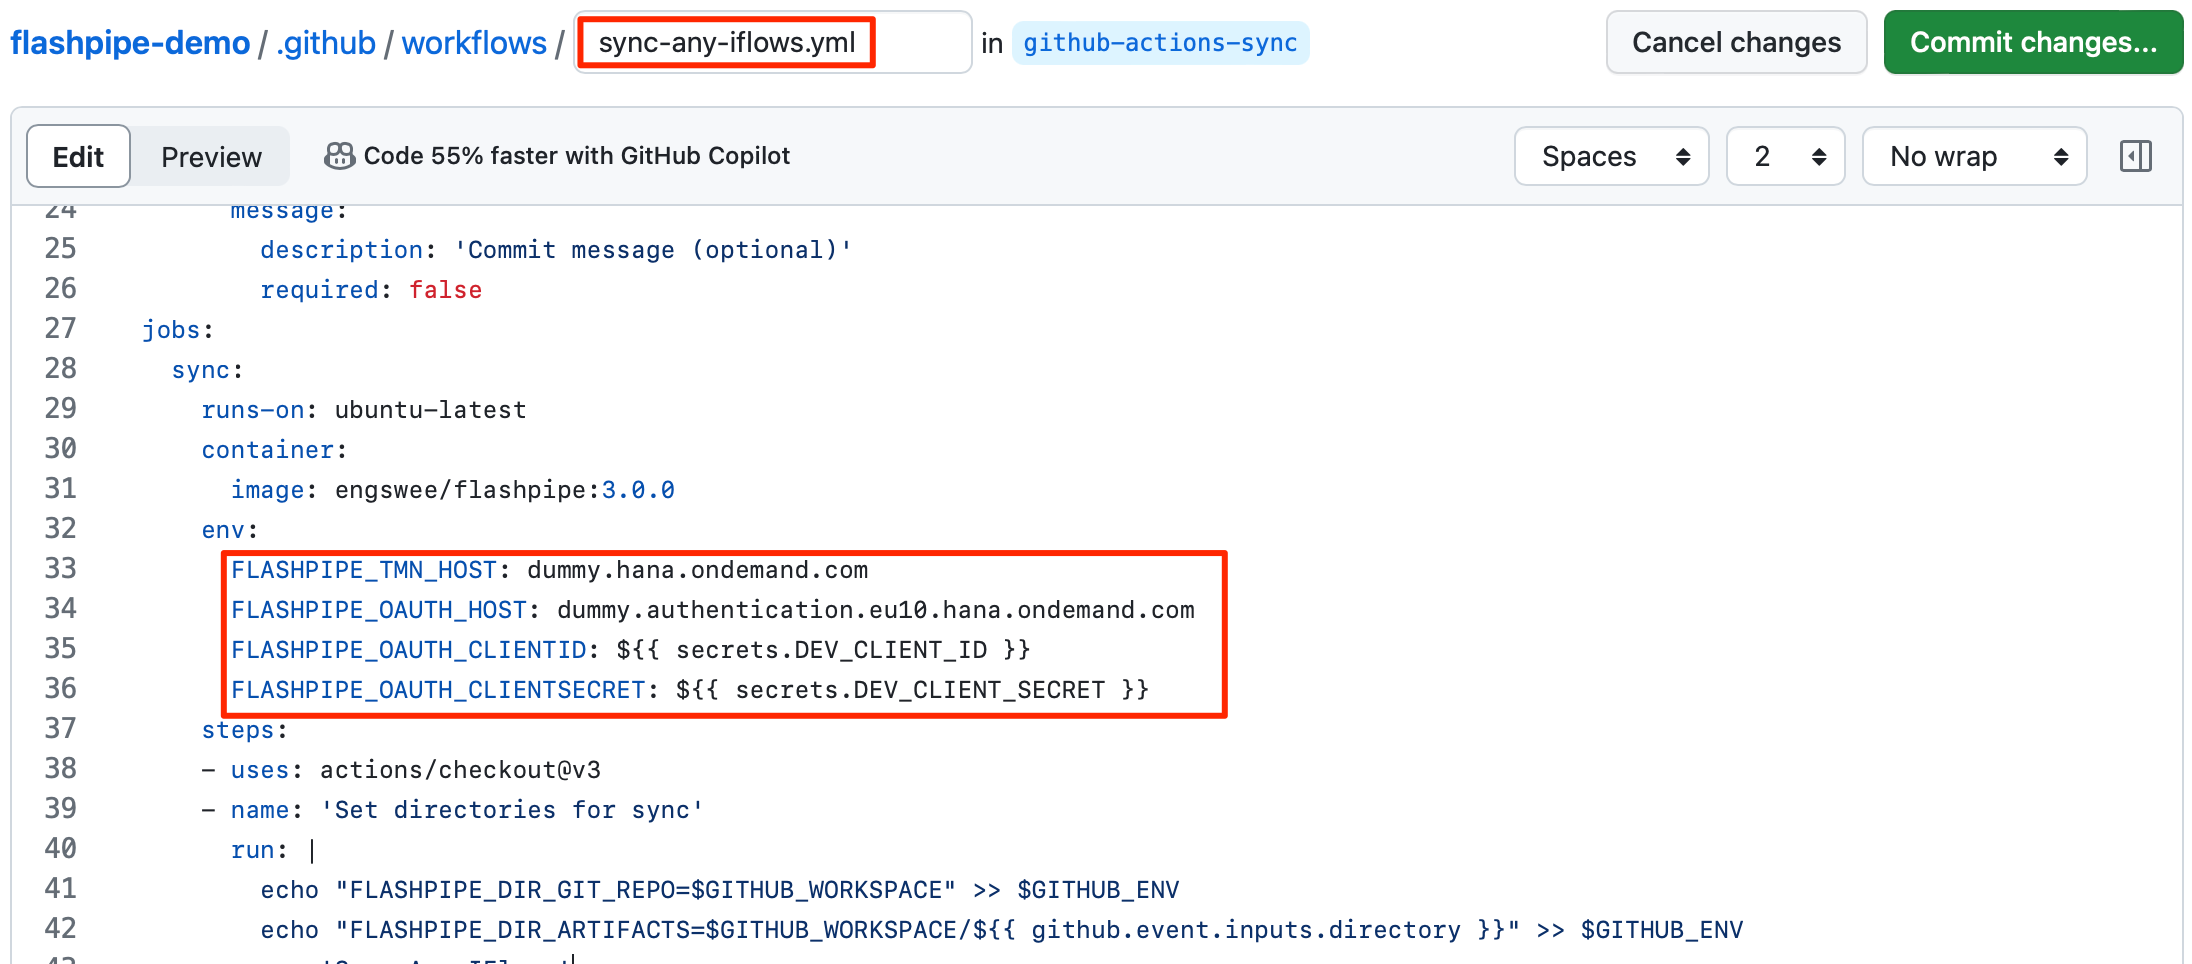 flashpipe-demo / .github / workflows / sync-any-iflows.yml in github-actions-sync Cancel changes Commit changes...
Edit Preview Code 55% faster with GitHub Copilot Spaces 2 No wrap
24 message:
25 description: 'Commit message (optional)'
26 required: false
27 jobs:
28 sync:
29 runs-on: ubuntu-latest
30 container:
31 image: engswee/flashpipe:3.0.0
32 env:
33 FLASHPIPE_TMN_HOST: dummy.hana.ondemand.com
34 FLASHPIPE_OAUTH_HOST: dummy.authentication.eu10.hana.ondemand.com
35 FLASHPIPE_OAUTH_CLIENTID: ${{ secrets.DEV_CLIENT_ID }}
36 FLASHPIPE_OAUTH_CLIENTSECRET: ${{ secrets.DEV_CLIENT_SECRET }}
37 steps:
38 - uses: actions/checkout@v3
39 - name: 'Set directories for sync'
40 run: |
41 echo "FLASHPIPE_DIR_GIT_REPO=$GITHUB_WORKSPACE" >> $GITHUB_ENV
42 echo "FLASHPIPE_DIR_ARTIFACTS=$GITHUB_WORKSPACE/${{ github.event.inputs.directory }}" >> $GITHUB_ENV